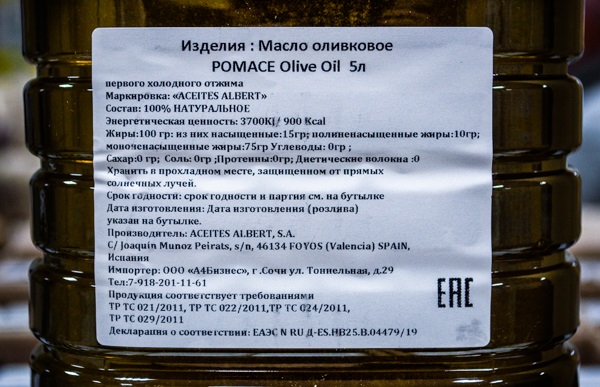 Изделия : Масло оливковое
POMACE Olive Oil 5л
первого холодного отжима
Маркировка: «ACEITES ALBERT»
Состав: 100% НАТУРАЛЬНОЕ
Энергетическая ценность: 3700Kj/ 900 Kcal
Жиры:100 гр: из них насыщенные:15гр; полиненасыщенные жиры:10гр;
мононенасыщенные жиры:75гр Углеводы: 0гр ;
Сахар:0 гр; Соль: 0гр ;Протеины:0гр; Диетические волокна :0
Хранить в прохладном месте, защищенном от прямых
солнечных лучей.
Срок годности: срок годности и партия см. на бутылке
Дата изготовления: Дата изготовления (розлива)
указан на бутылке.
Производитель: ACEITES ALBERT, S.A.
C/ Joaquin Munoz Peirats, s/n, 46134 FOYOS (Valencia) SPAIN,
Испания
Импортер: ООО «А4Бизнес», г .Сочи ул. Тоннельная, д.29
Тел:7-918-201-11-61
Продукция соответствует требованиями
ТР ТС 021/2011, ТР ТС 022/2011,ТР ТС 024/2011,
ТР ТС 029/2011
Декларация о соответствии: ЕАЭС N RU Д-ES.НВ25.В.04479/19
EAC